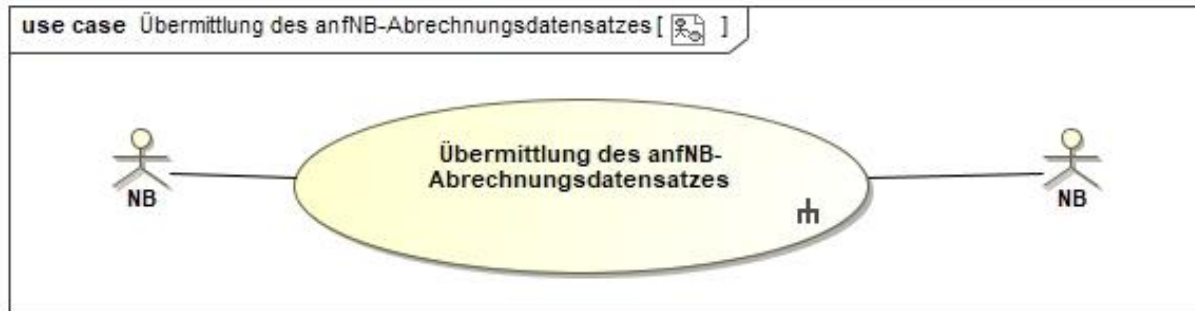 use case Übermittlung des anfNB-Abrechnungsdatensatzes [ ]
Übermittlung des anfNB-
Abrechnungsdatensatzes
NB
NB